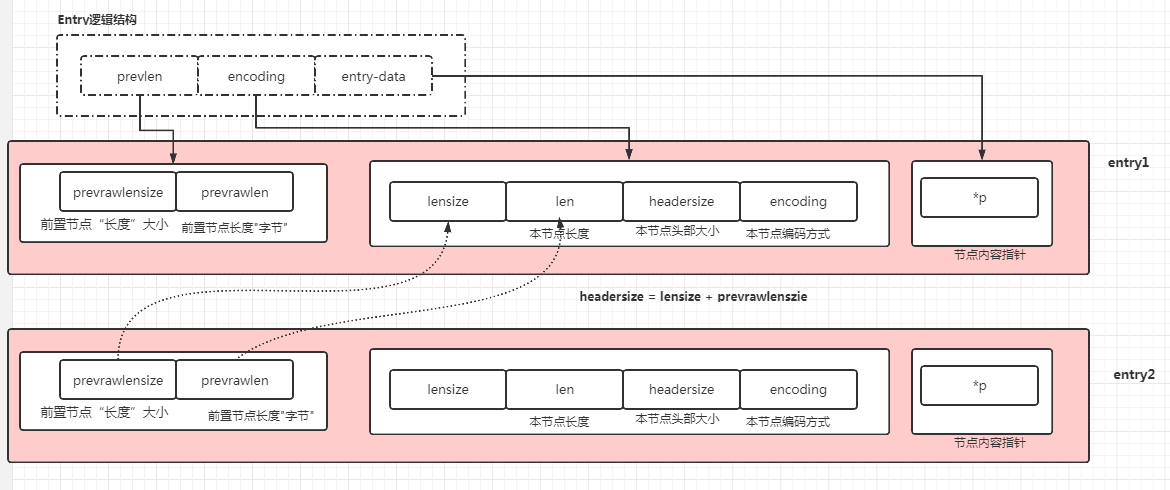 Entry逻辑结构
prevlen encoding entry-data
entry1
prevrawlensize prevrawlen
前置节点“长度”大小 前置节点长度"字节"
lensize len headersize encoding
本节点长度 本节点头部大小 本节点编码方式
*p
节点内容指针
headersize = lensize + prevrawlenszie
entry2
prevrawlensize prevrawlen
前置节点“长度”大小 前置节点长度"字节"
lensize len headersize encoding
本节点长度 本节点头部大小 本节点编码方式
*p
节点内容指针